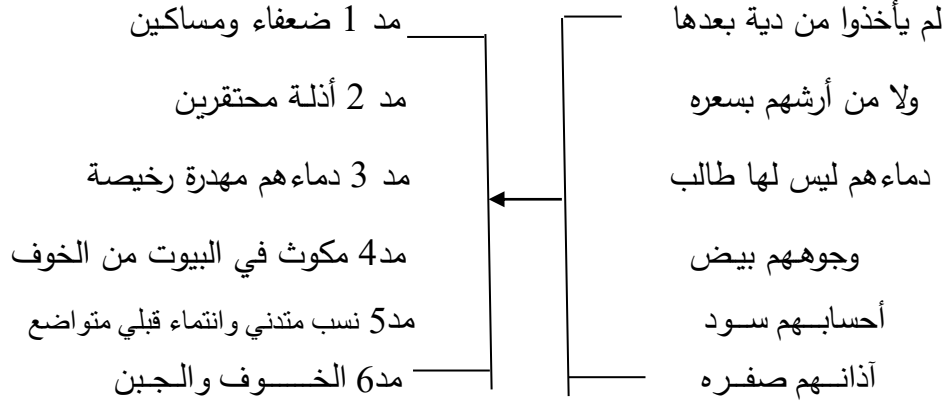 لم يأخذوا من دية بعدها مد 1 ضعفاء ومساكين
ولا من أرشهم بسعره مد 2 أذلة محتقرين
دماءهم ليس لها طالب مد 3 دماءهم مهدرة رخيصة
وجوههم بيض مد4 مكوث في البيوت من الخوف
أحسابهم سود مد5 نسب متدني وانتماء قبلي متواضع
آذانهم صفره مد6 الخوف والجبن